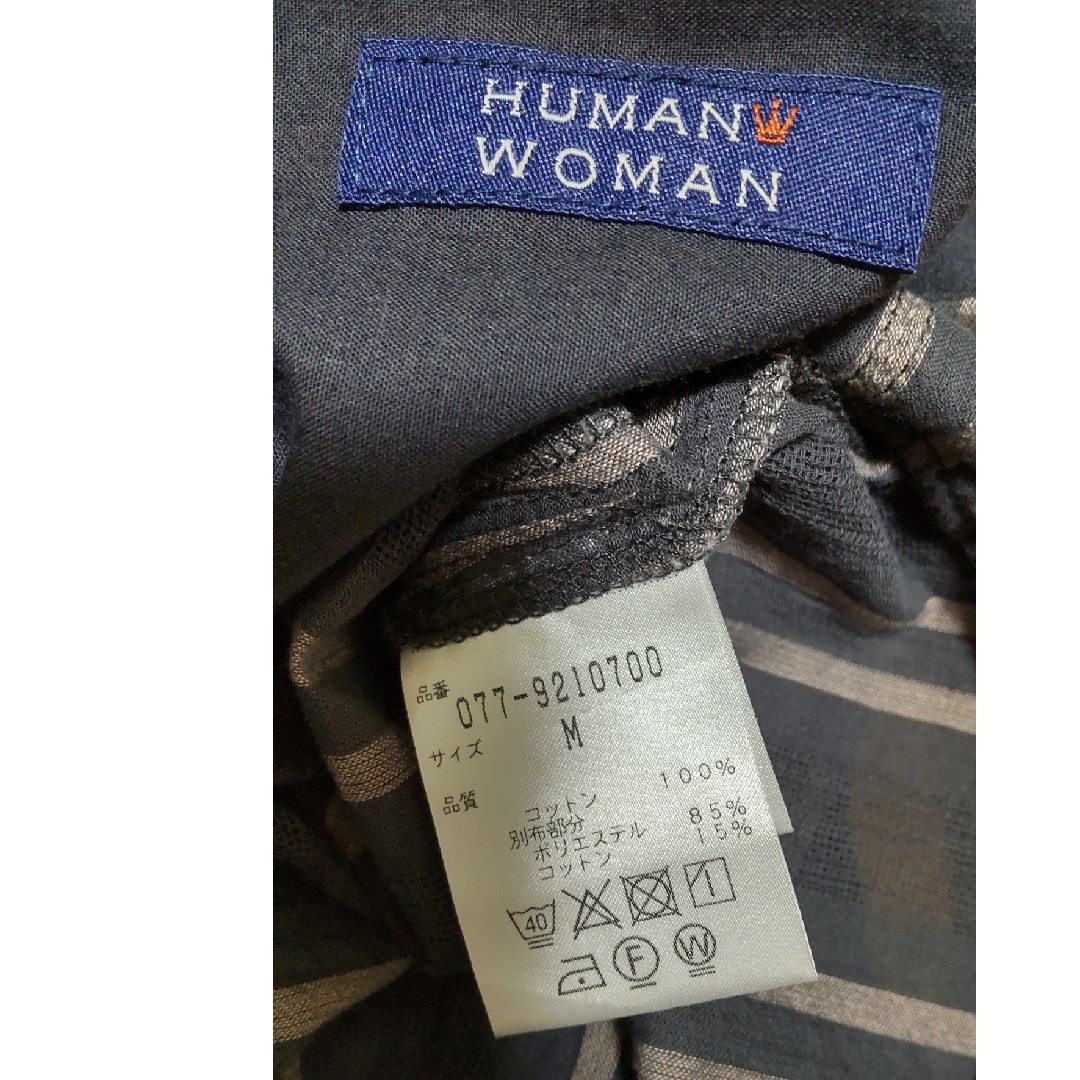 HUMAN
WOMAN
品番 077-9210700
サイズ M
品質 コットン 100%
別布部分
ポリエステル 85%
コットン 15%
40
F W